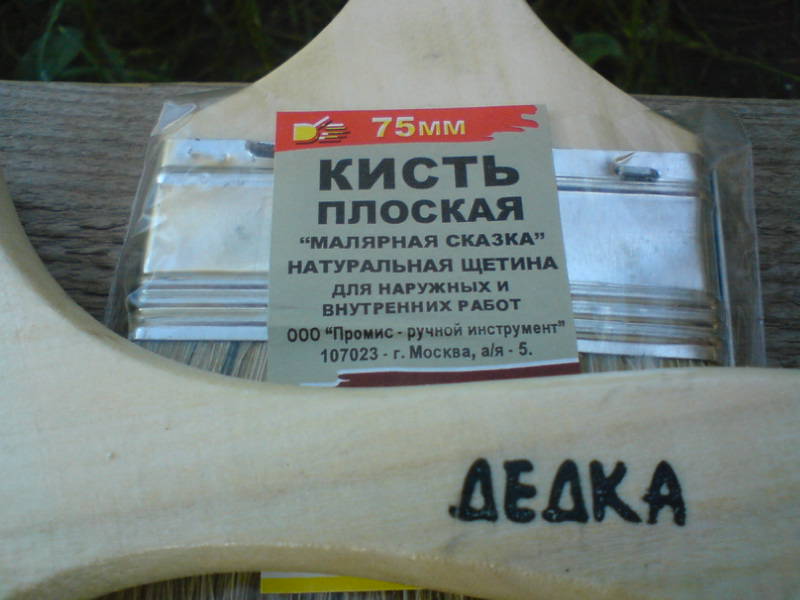 75мм
КИСТЬ
ПЛОСКАЯ
“МАЛЯРНАЯ СКАЗКА”
НАТУРАЛЬНАЯ ЩЕТИНА
ДЛЯ НАРУЖНЫХ И
ВНУТРЕННИХ РАБОТ
ООО “Промис - ручной инструмент”
107023 - г. Москва, а/я - 5.
ДЕДКА